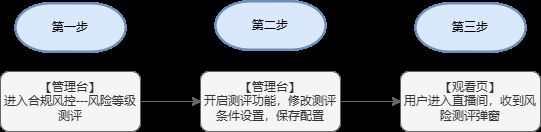 第一步
第二步
第三步
【管理台】
进入合规风控---风险等级
测评
【管理台】
开启测评功能，修改测评
条件设置，保存配置
【观看页】
用户进入直播间，收到风
险测评弹窗